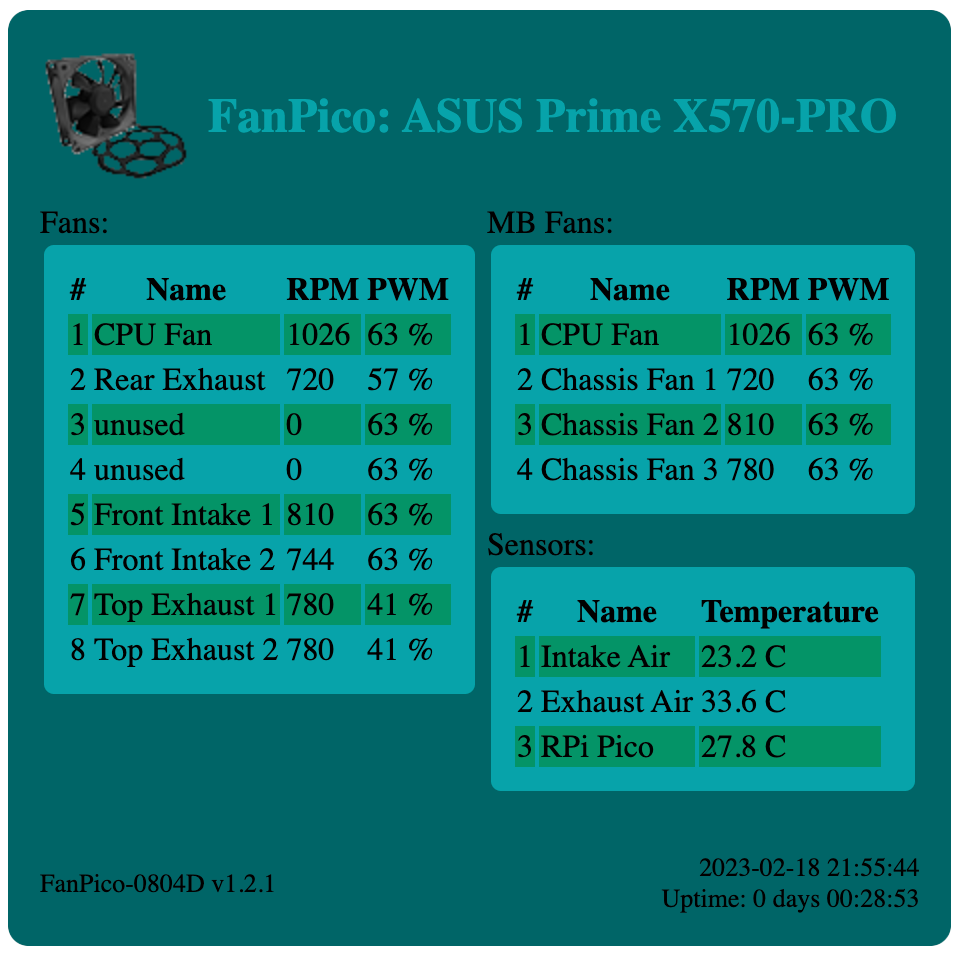 FanPico: ASUS Prime X570-PRO
Fans:
# Name RPM PWM
1 CPU Fan 1026 63 %
2 Rear Exhaust 720 57 %
3 unused 0 63 %
4 unused 0 63 %
5 Front Intake 1 810 63 %
6 Front Intake 2 744 63 %
7 Top Exhaust 1 780 41 %
8 Top Exhaust 2 780 41 %
MB Fans:
# Name RPM PWM
1 CPU Fan 1026 63 %
2 Chassis Fan 1 720 63 %
3 Chassis Fan 2 810 63 %
4 Chassis Fan 3 780 63 %
Sensors:
# Name Temperature
1 Intake Air 23.2 C
2 Exhaust Air 33.6 C
3 RPi Pico 27.8 C
FanPico-0804D v1.2.1
2023-02-18 21:55:44
Uptime: 0 days 00:28:53